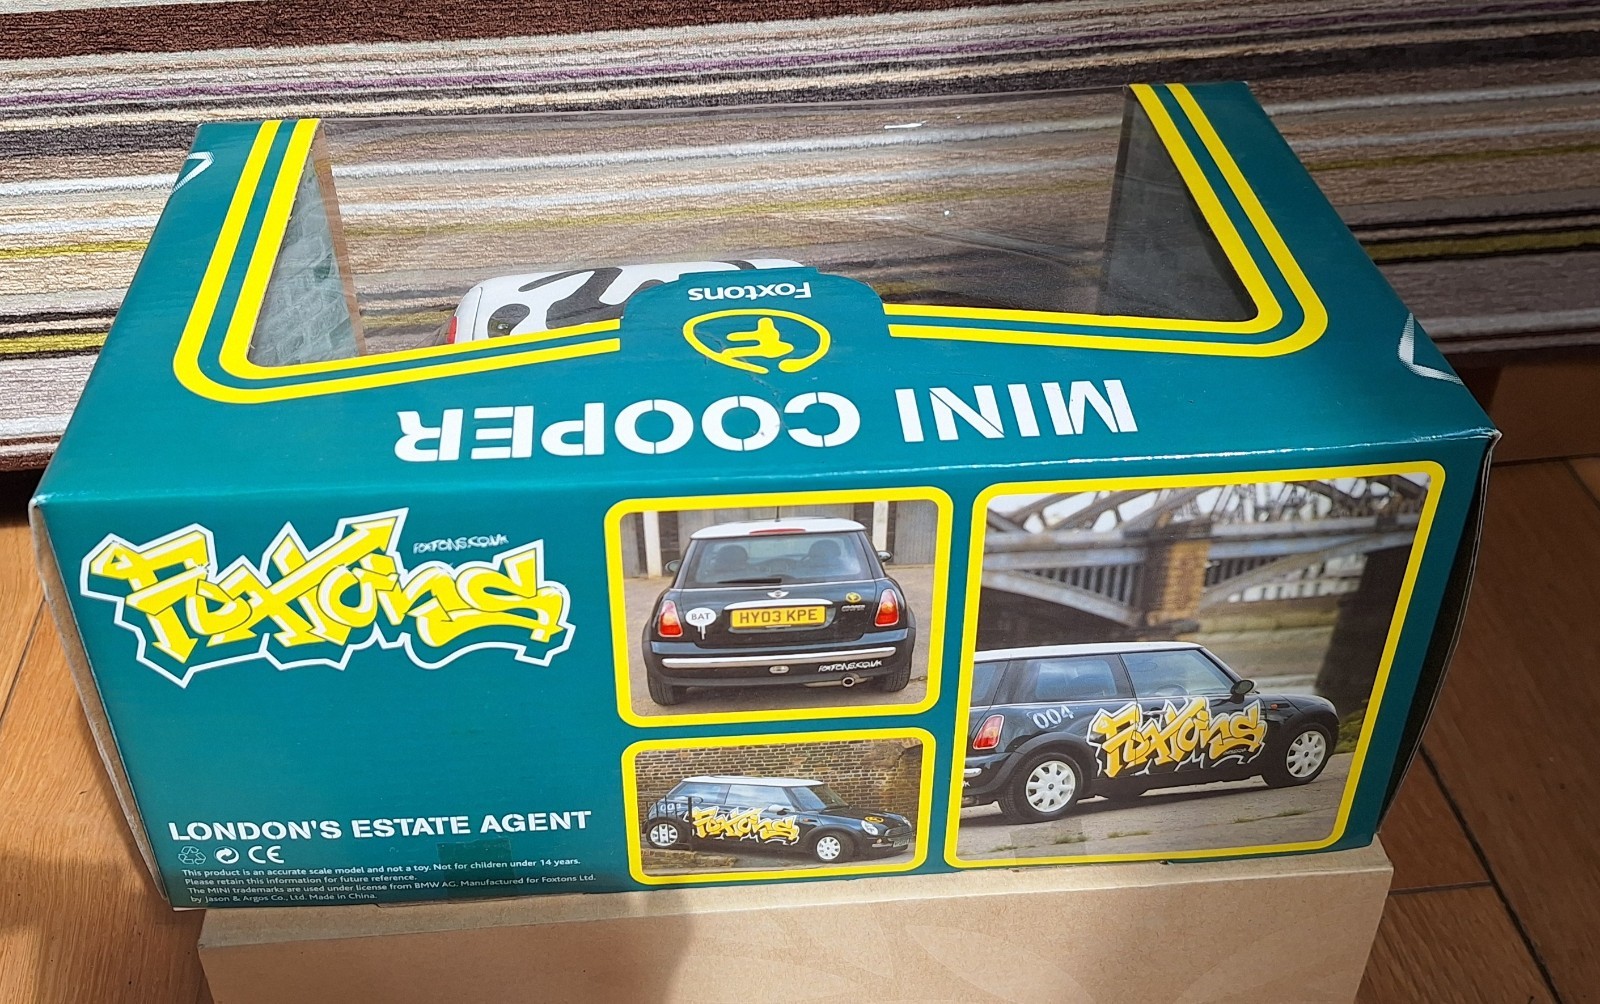 Foxtons
MINI COOPER
Foxtons
FOXTONS.CO.UK
BAT
HY03 KPE
FOXTONS.CO.UK
004
Foxtons
Foxtons
LONDON'S ESTATE AGENT
CE
This product is an accurate scale model and not a toy. Not for children under 14 years.
Please retain this information for future reference.
The MINI trademarks are used under license from BMW AG. Manufactured for Foxtons Ltd.
by Jason & Argos Co., Ltd. Made in China.